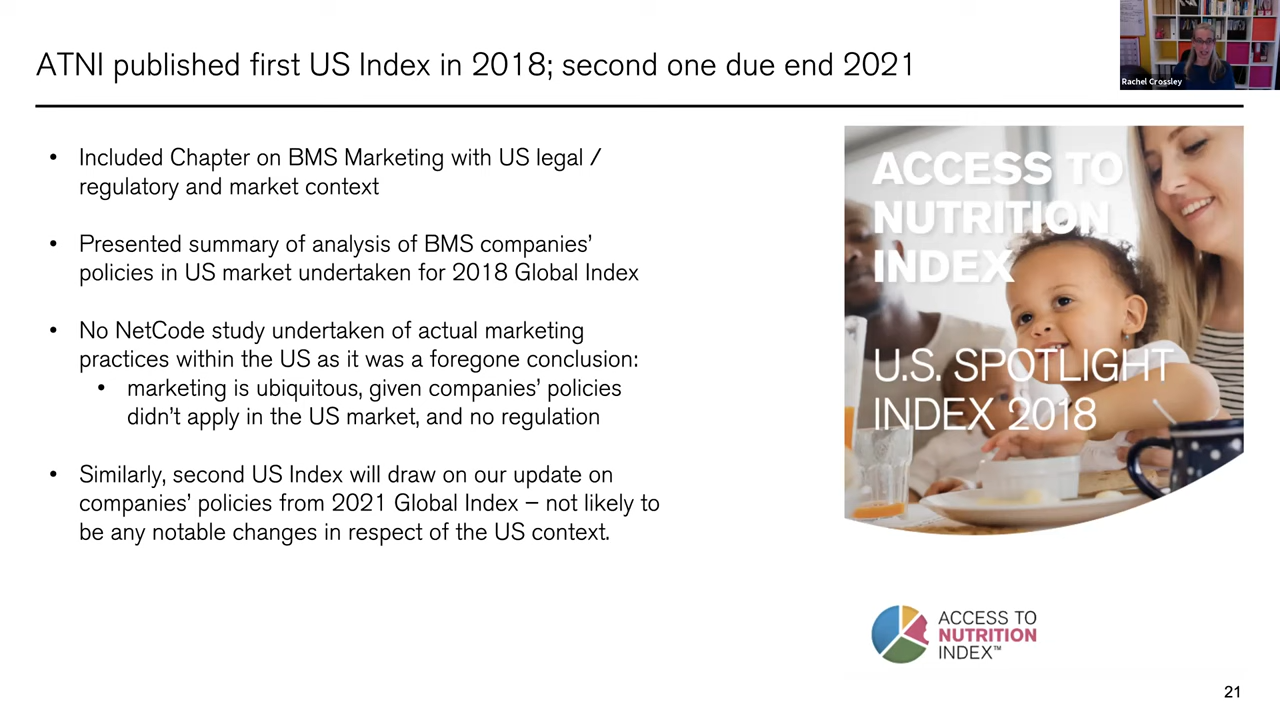 Rachel Crossley
ATNI published first US Index in 2018; second one due end 2021
• Included Chapter on BMS Marketing with US legal /
regulatory and market context
• Presented summary of analysis of BMS companies’
policies in US market undertaken for 2018 Global Index
• No NetCode study undertaken of actual marketing
practices within the US as it was a foregone conclusion:
• marketing is ubiquitous, given companies’ policies
didn’t apply in the US market, and no regulation
• Similarly, second US Index will draw on our update on
companies’ policies from 2021 Global Index – not likely to
be any notable changes in respect of the US context.
ACCESS TO
NUTRITION
INDEX
U.S. SPOTLIGHT
INDEX 2018
ACCESS TO
NUTRITION
INDEX™
21